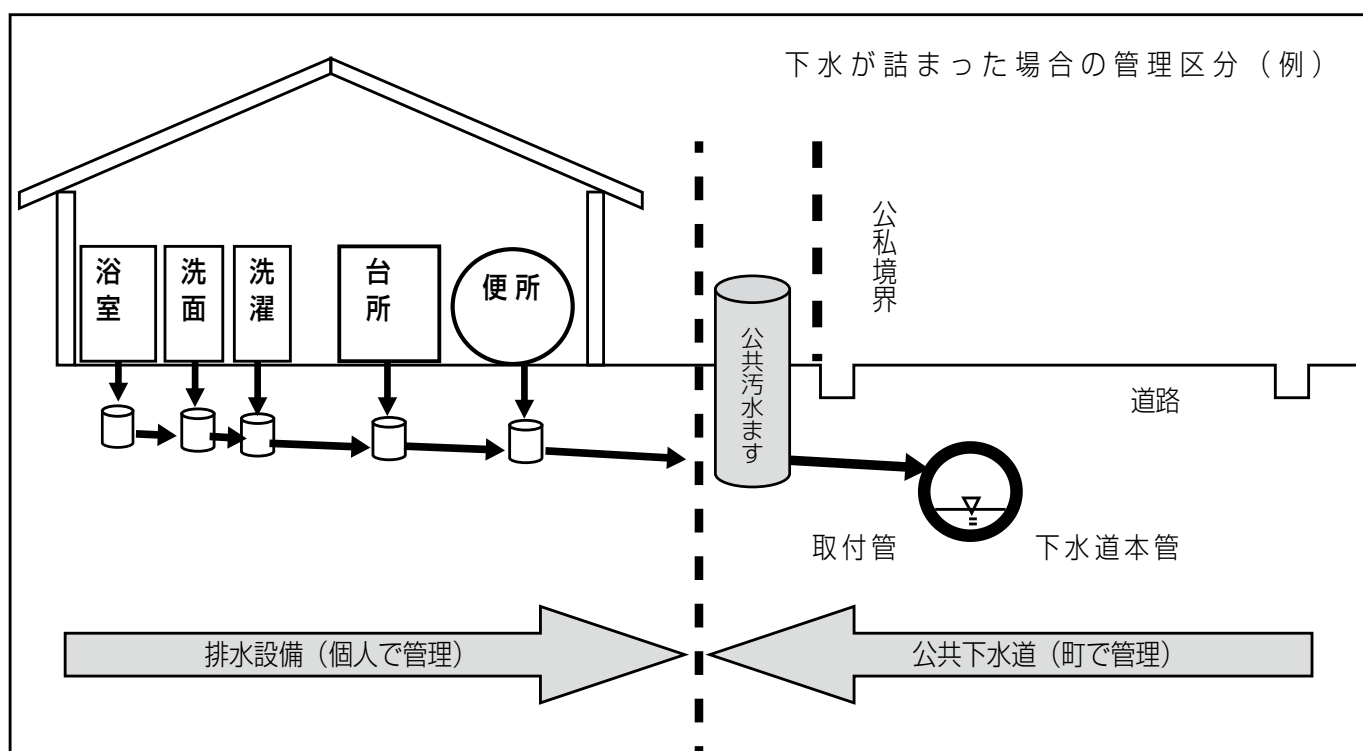 下水が詰まった場合の管理区分（例）
公私境界
浴室
洗面
洗濯
台所
便所
公共汚水ます
道路
取付管
下水道本管
排水設備（個人で管理）
公共下水道（町で管理）